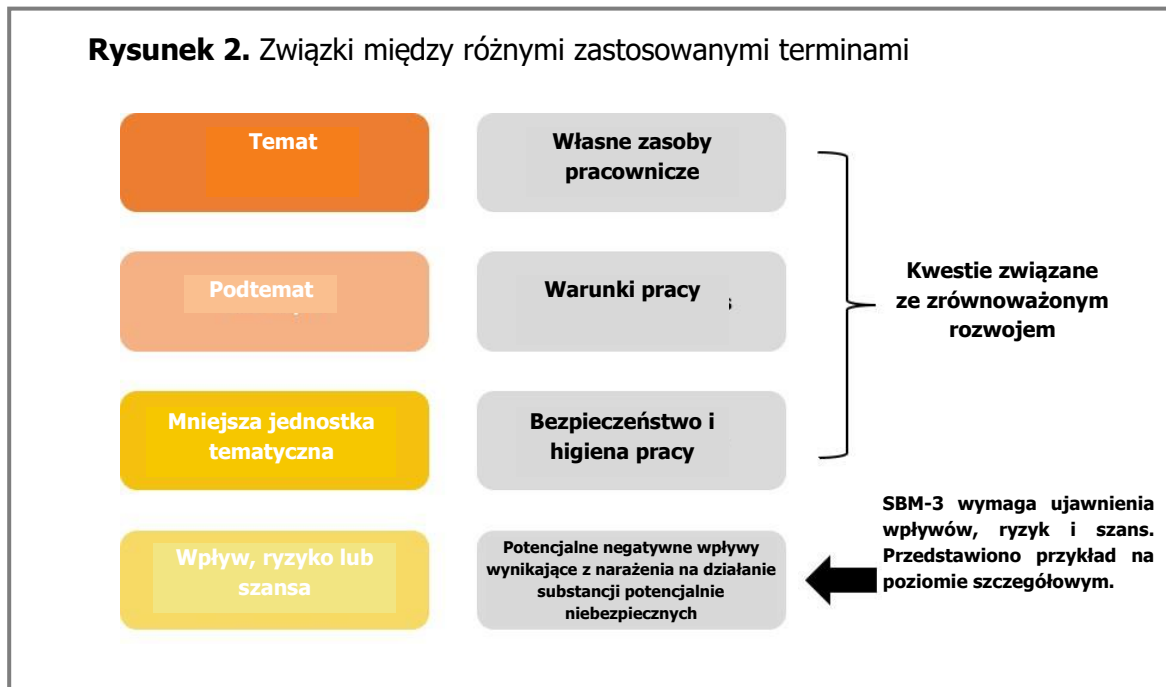 Rysunek 2. Związki między różnymi zastosowanymi terminami
Temat
Własne zasoby
pracownicze
Podtemat
Warunki pracy
Kwestie związane
ze zrównoważonym
rozwojem
Mniejsza jednostka
tematyczna
Bezpieczeństwo i
higiena pracy
Wpływ, ryzyko lub
szansa
Potencjalne negatywne wpływy
wynikające z narażenia na działanie
substancji potencjalnie
niebezpiecznych
SBM-3 wymaga ujawnienia
wpływów, ryzyk i szans.
Przedstawiono przykład na
poziomie szczegółowym.